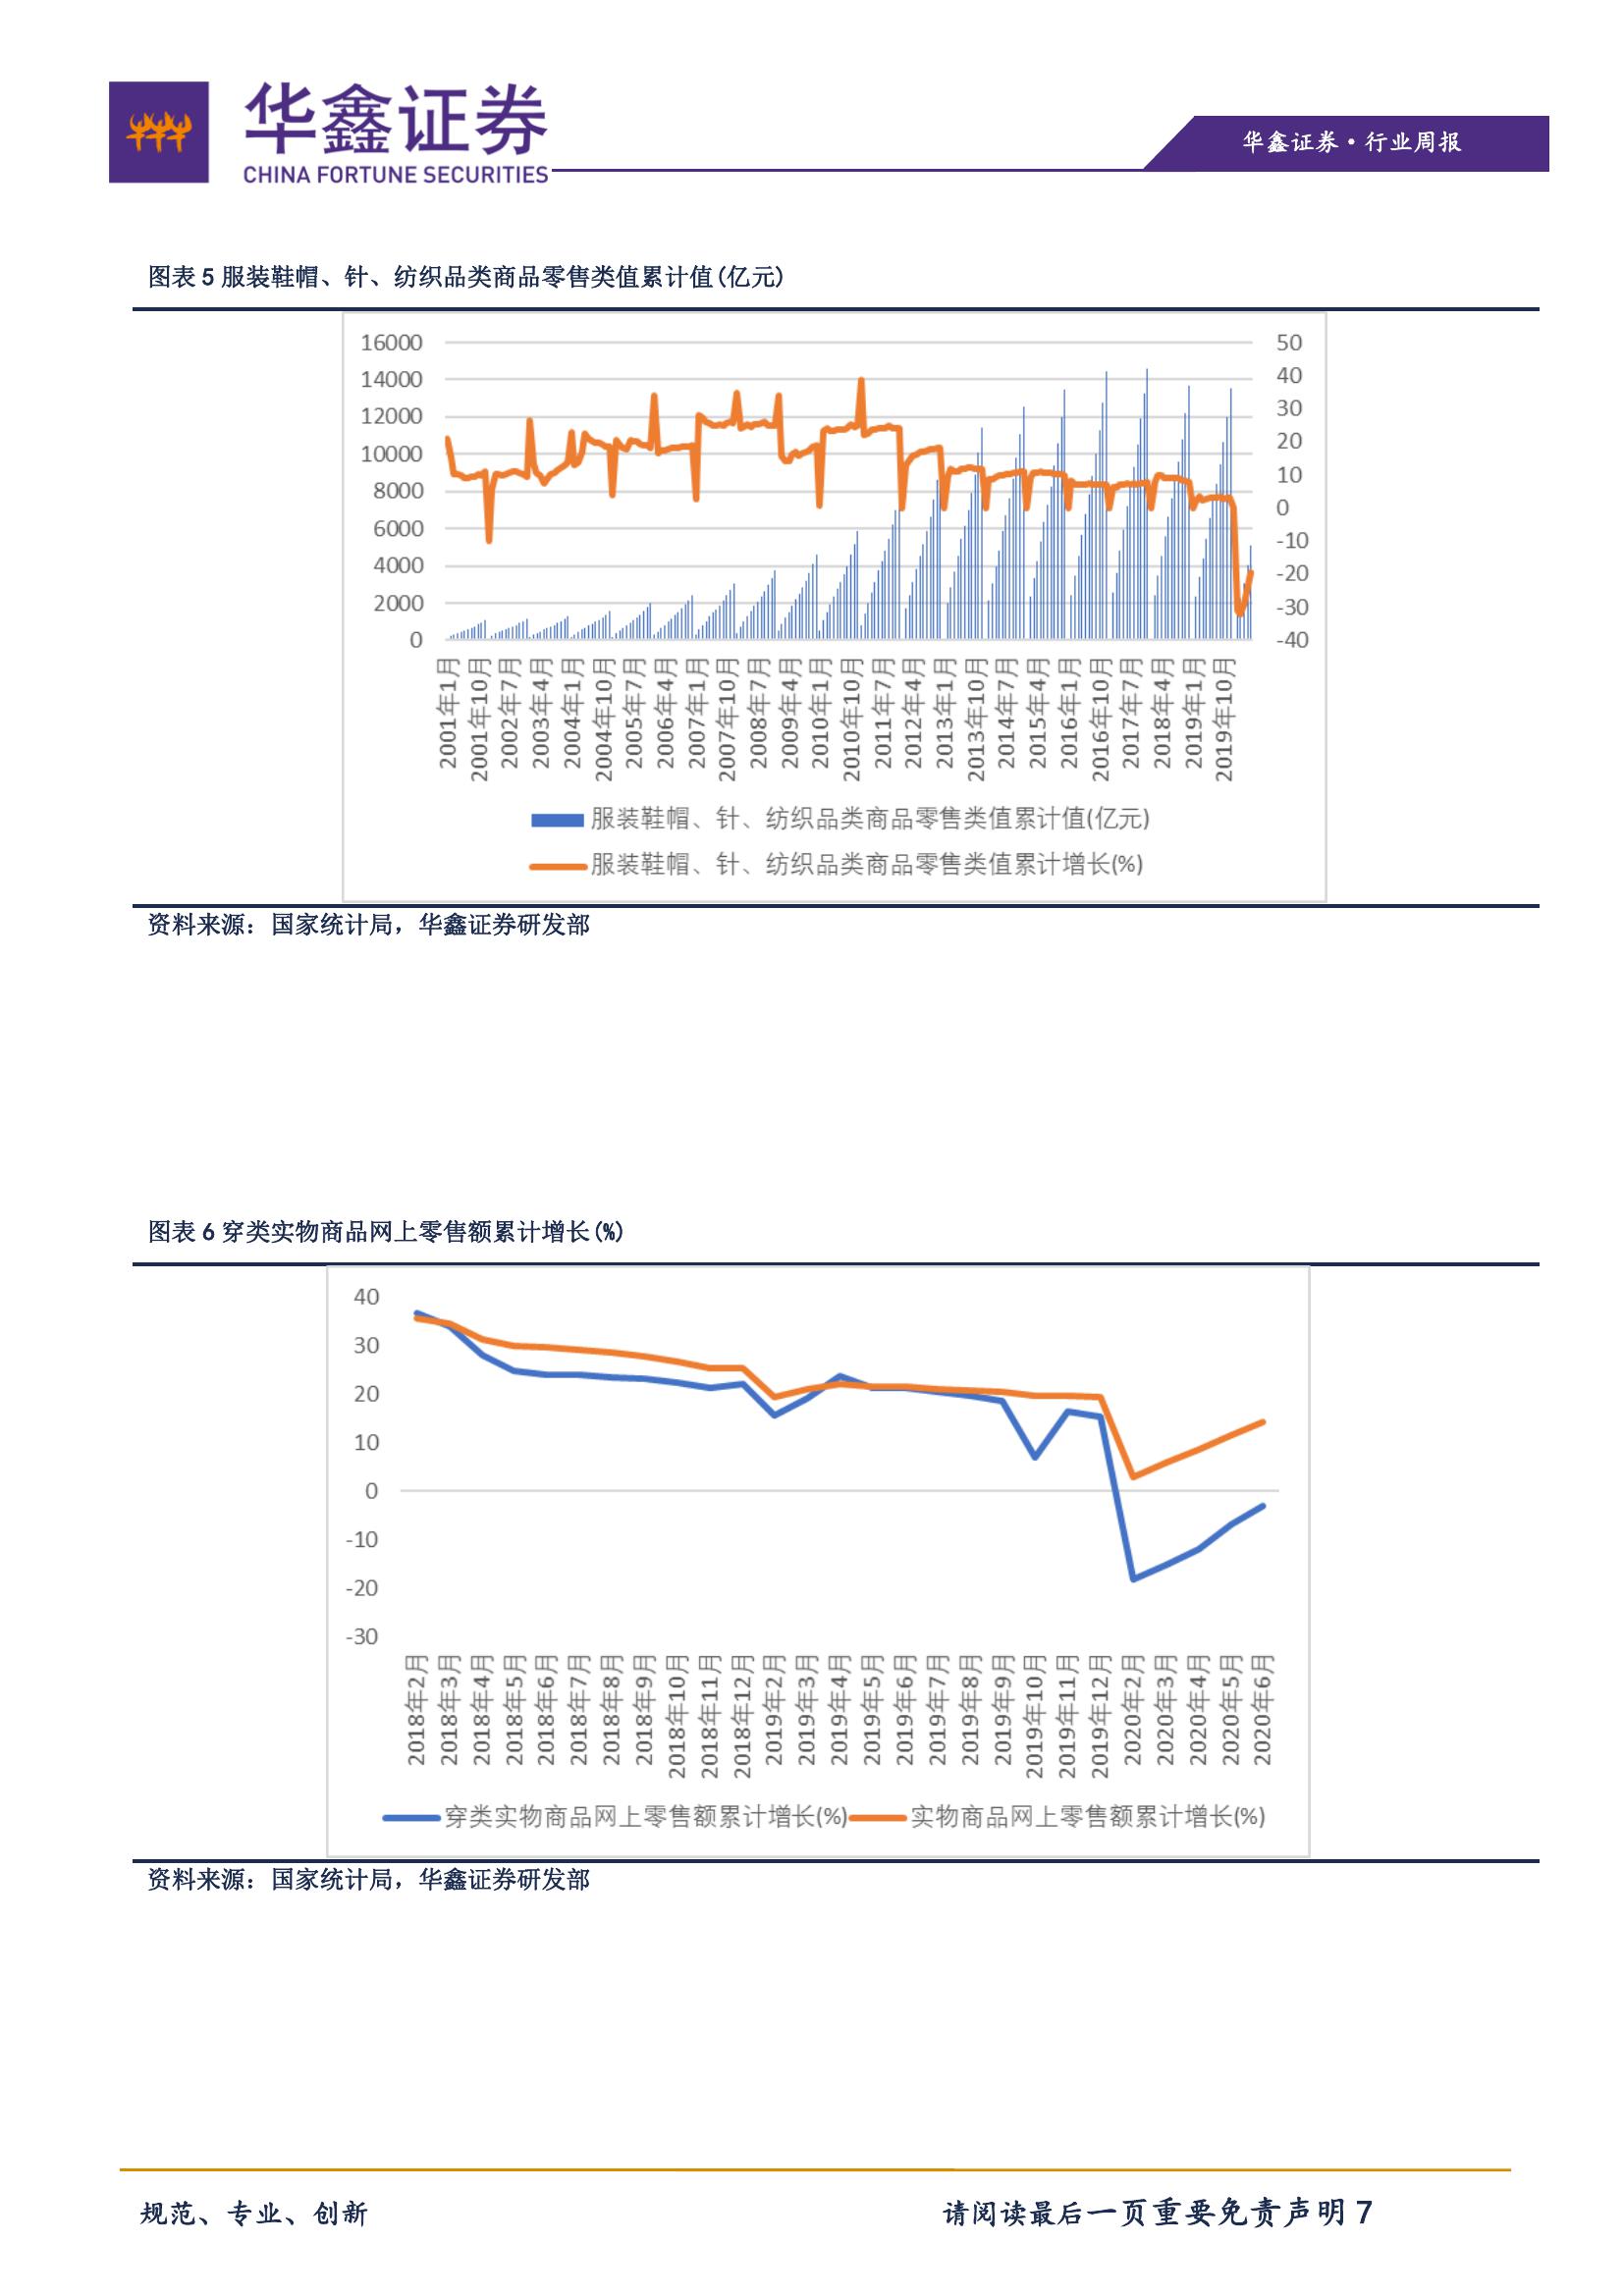 华鑫证券
CHINA FORTUNE SECURITIES
华鑫证券·行业周报
图表 5 服装鞋帽、针、纺织品类商品零售类值累计值(亿元)
16000
14000
12000
10000
8000
6000
4000
2000
0
50
40
30
20
10
0
-10
-20
-30
-40
2001年1月
2001年10月
2002年7月
2003年4月
2004年1月
2004年10月
2005年7月
2006年4月
2007年1月
2007年10月
2008年7月
2009年4月
2010年1月
2010年10月
2011年7月
2012年4月
2013年1月
2013年10月
2014年7月
2015年4月
2016年1月
2016年10月
2017年7月
2018年4月
2019年1月
2019年10月
服装鞋帽、针、纺织品类商品零售类值累计值(亿元)
服装鞋帽、针、纺织品类商品零售类值累计增长(%)
资料来源：国家统计局，华鑫证券研发部
图表 6 穿类实物商品网上零售额累计增长(%)
40
30
20
10
0
-10
-20
-30
2018年2月
2018年3月
2018年4月
2018年5月
2018年6月
2018年7月
2018年8月
2018年9月
2018年10月
2018年11月
2018年12月
2019年2月
2019年3月
2019年4月
2019年5月
2019年6月
2019年7月
2019年8月
2019年9月
2019年10月
2019年11月
2019年12月
2020年2月
2020年3月
2020年4月
2020年5月
2020年6月
穿类实物商品网上零售额累计增长(%) 实物商品网上零售额累计增长(%)
资料来源：国家统计局，华鑫证券研发部
规范、专业、创新
请阅读最后一页重要免责声明 7